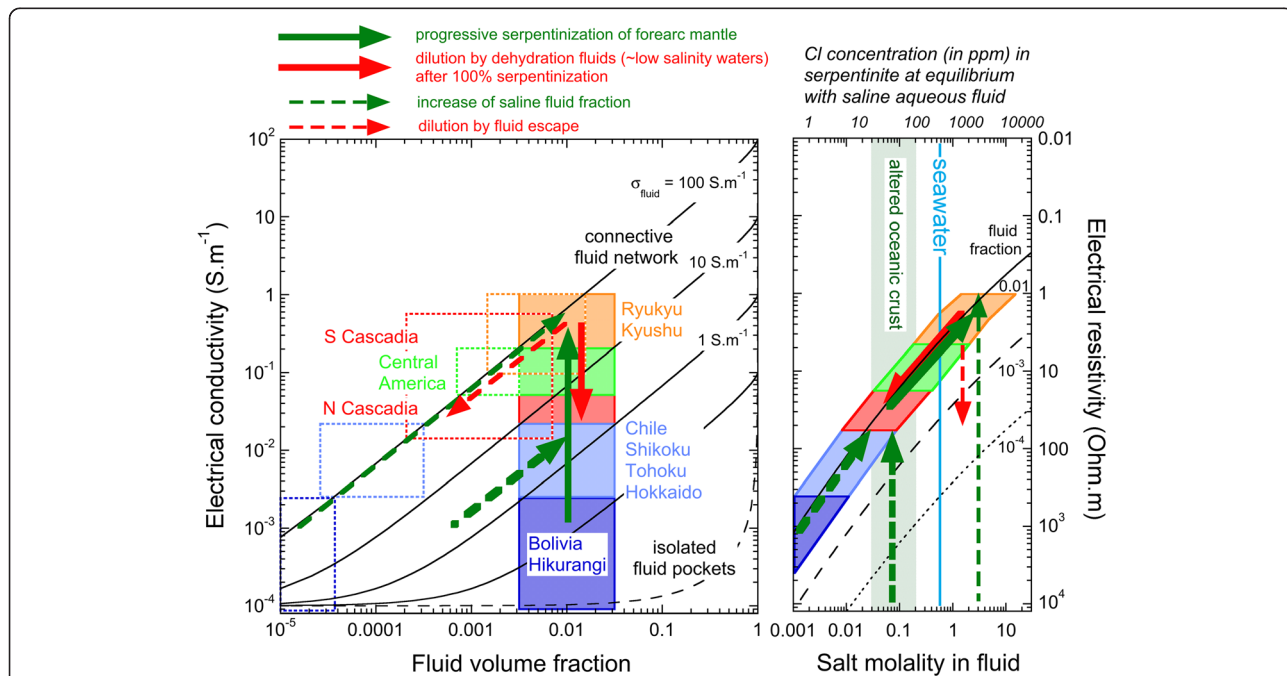 progressive serpentinization of forearc mantle
dilution by dehydration fluids (~low salinity waters)
after 100% serpentinization
increase of saline fluid fraction
dilution by fluid escape
Cl concentration (in ppm) in
serpentinite at equilibrium
with saline aqueous fluid
1 10 100 1000 10000
Electrical conductivity (S.m⁻¹)
10²
10
1
10⁻¹
10⁻²
10⁻³
10⁻⁴
σfluid = 100 S.m⁻¹
connective
fluid network
10 S.m⁻¹
1 S.m⁻¹
Ryukyu
Kyushu
S Cascadia
Central
America
N Cascadia
Chile
Shikoku
Tohoku
Hokkaido
Bolivia
Hikurangi
isolated
fluid pockets
10⁻⁵ 0.0001 0.001 0.01 0.1 1
Fluid volume fraction
altered oceanic crust
seawater
fluid
fraction
0.01
10⁻³
10⁻⁴
0.01
0.1
1
10
100
10³
10⁴
Electrical resistivity (Ohm.m)
0.001 0.01 0.1 1 10
Salt molality in fluid